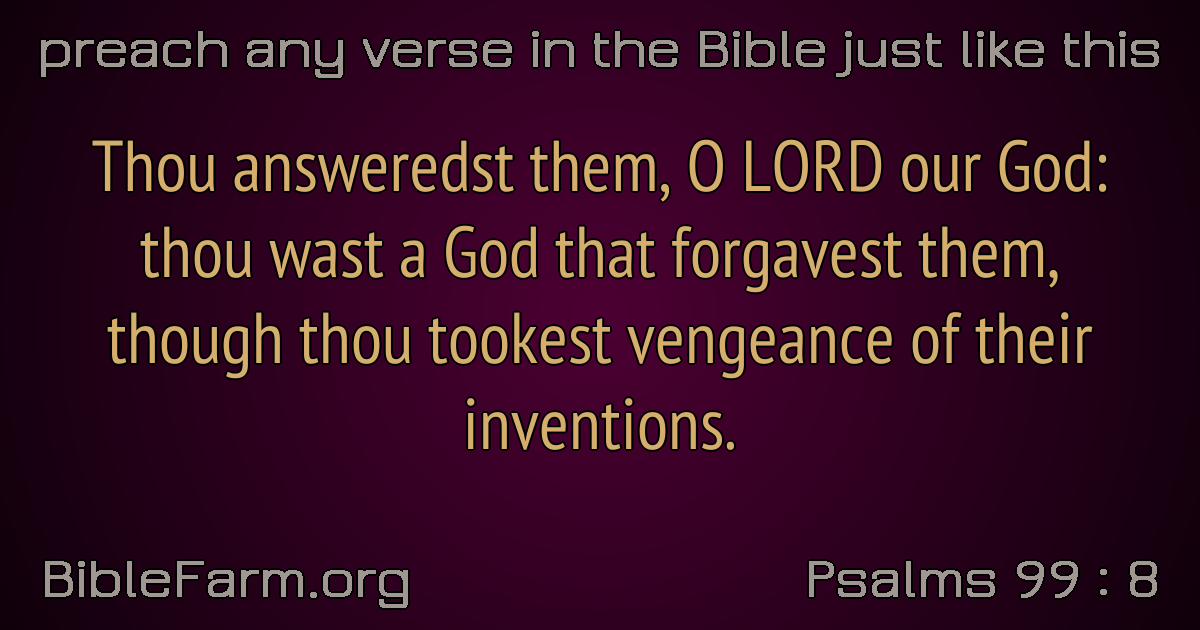 preach any verse in the Bible just like this
Thou answeredst them, O LORD our God:
thou wast a God that forgavest them,
though thou tookest vengeance of their
inventions.
BibleFarm.org
Psalms 99 : 8